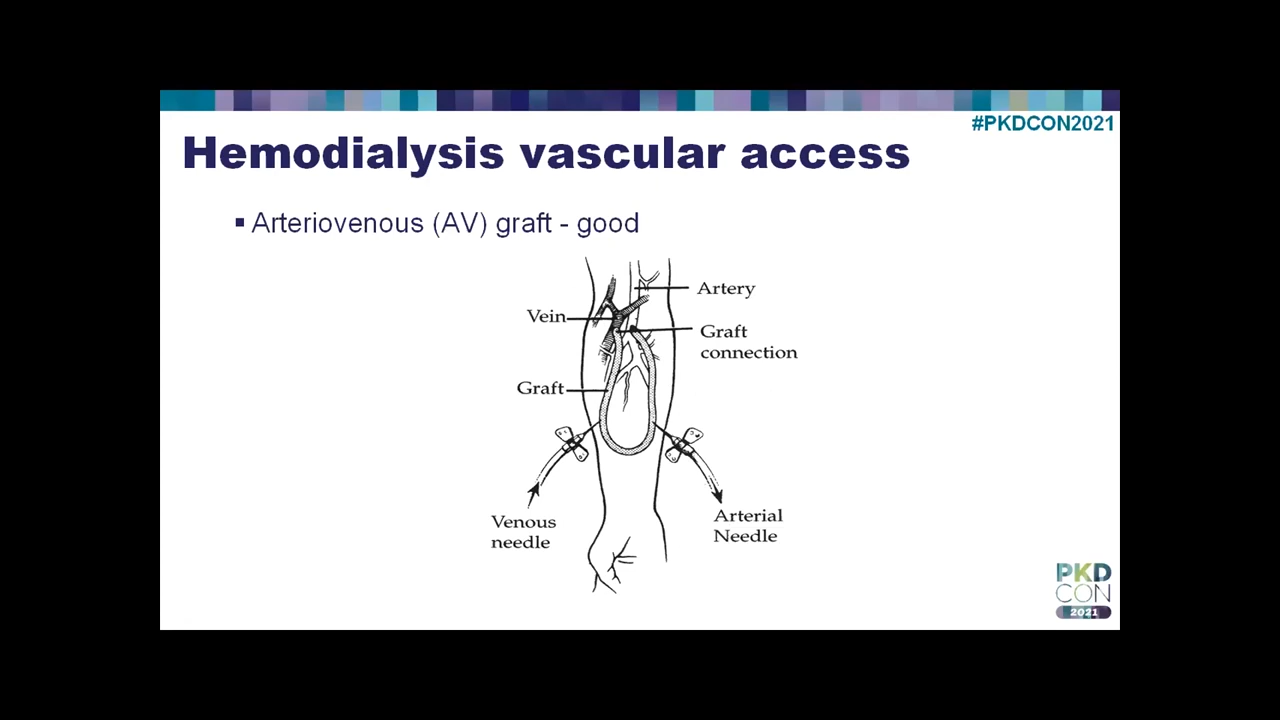 #PKDCON2021
Hemodialysis vascular access
▪ Arteriovenous (AV) graft - good
Artery
Vein
Graft
connection
Graft
Venous
needle
Arterial
Needle
PKD
CON
2021